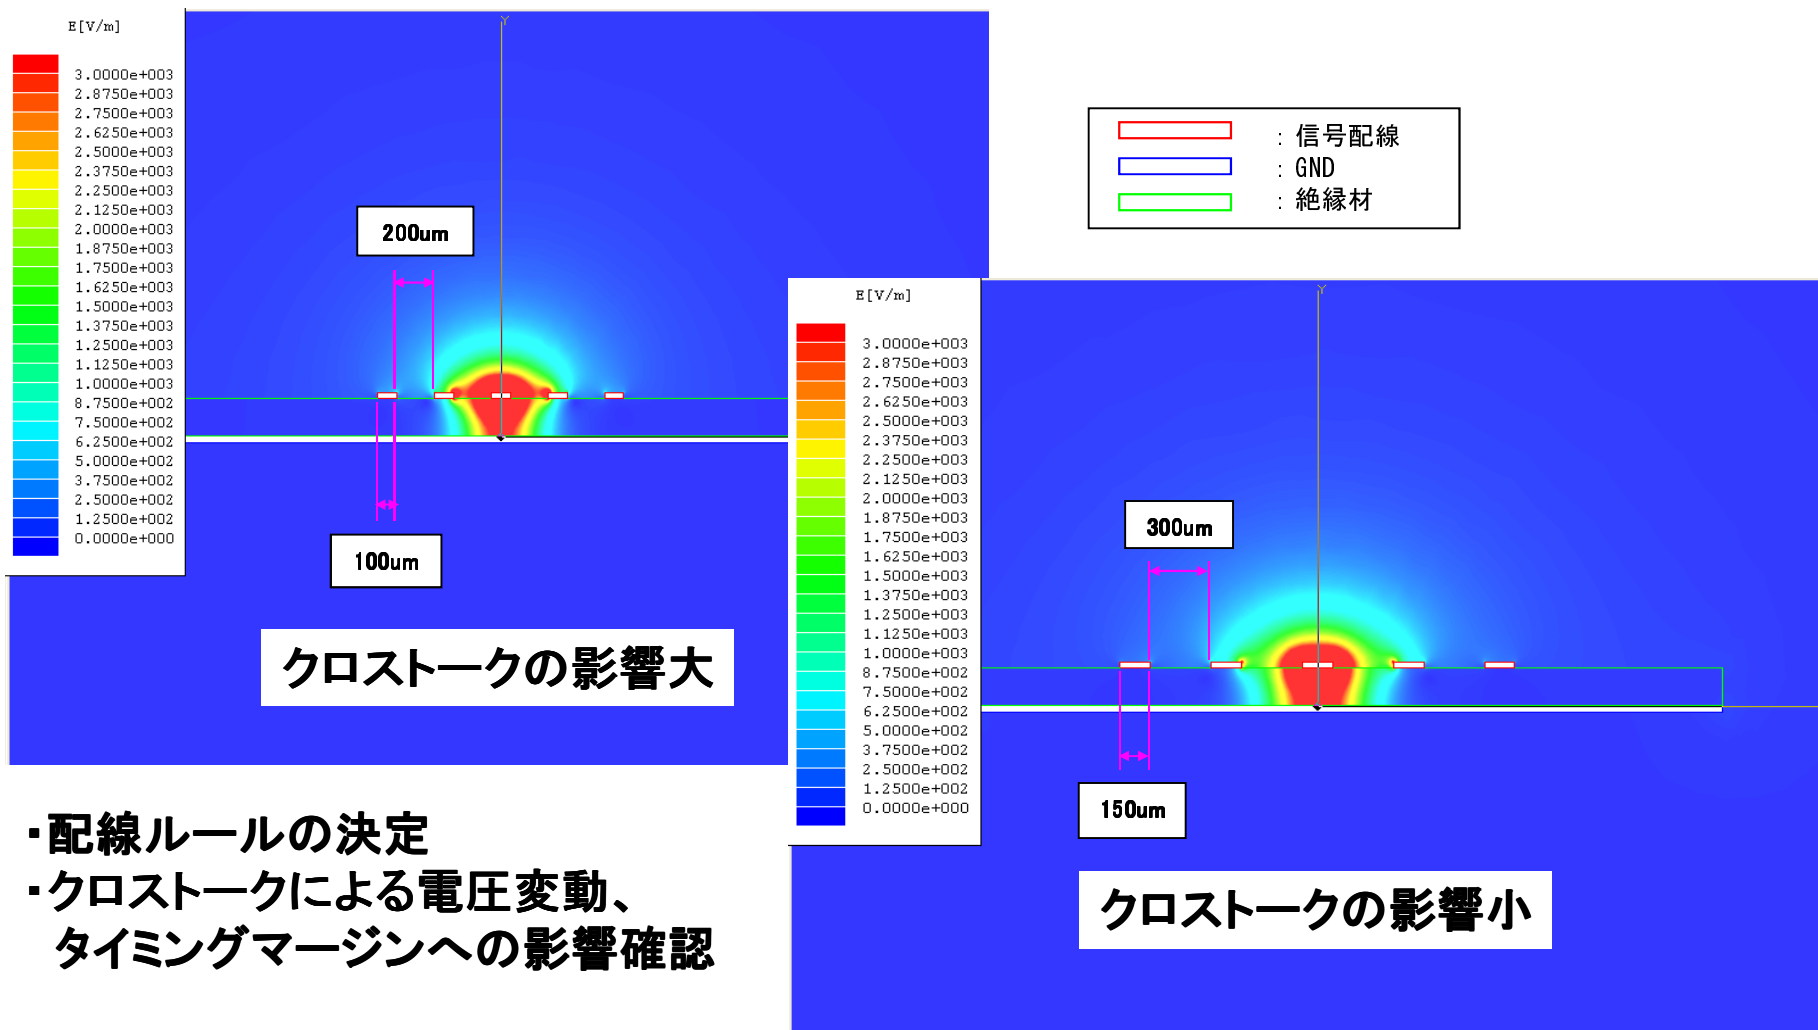 E[V/m]
3.0000e+003
2.8750e+003
2.7500e+003
2.6250e+003
2.5000e+003
2.3750e+003
2.2500e+003
2.1250e+003
2.0000e+003
1.8750e+003
1.7500e+003
1.6250e+003
1.5000e+003
1.3750e+003
1.2500e+003
1.1250e+003
1.0000e+003
8.7500e+002
7.5000e+002
6.2500e+002
5.0000e+002
3.7500e+002
2.5000e+002
1.2500e+002
0.0000e+000
Y
200um
100um
クロストークの影響大
: 信号配線
: GND
: 絶縁材
E[V/m]
3.0000e+003
2.8750e+003
2.7500e+003
2.6250e+003
2.5000e+003
2.3750e+003
2.2500e+003
2.1250e+003
2.0000e+003
1.8750e+003
1.7500e+003
1.6250e+003
1.5000e+003
1.3750e+003
1.2500e+003
1.1250e+003
1.0000e+003
8.7500e+002
7.5000e+002
6.2500e+002
5.0000e+002
3.7500e+002
2.5000e+002
1.2500e+002
0.0000e+000
Y
300um
150um
クロストークの影響小
・配線ルールの決定
・クロストークによる電圧変動、
タイミングマージンへの影響確認